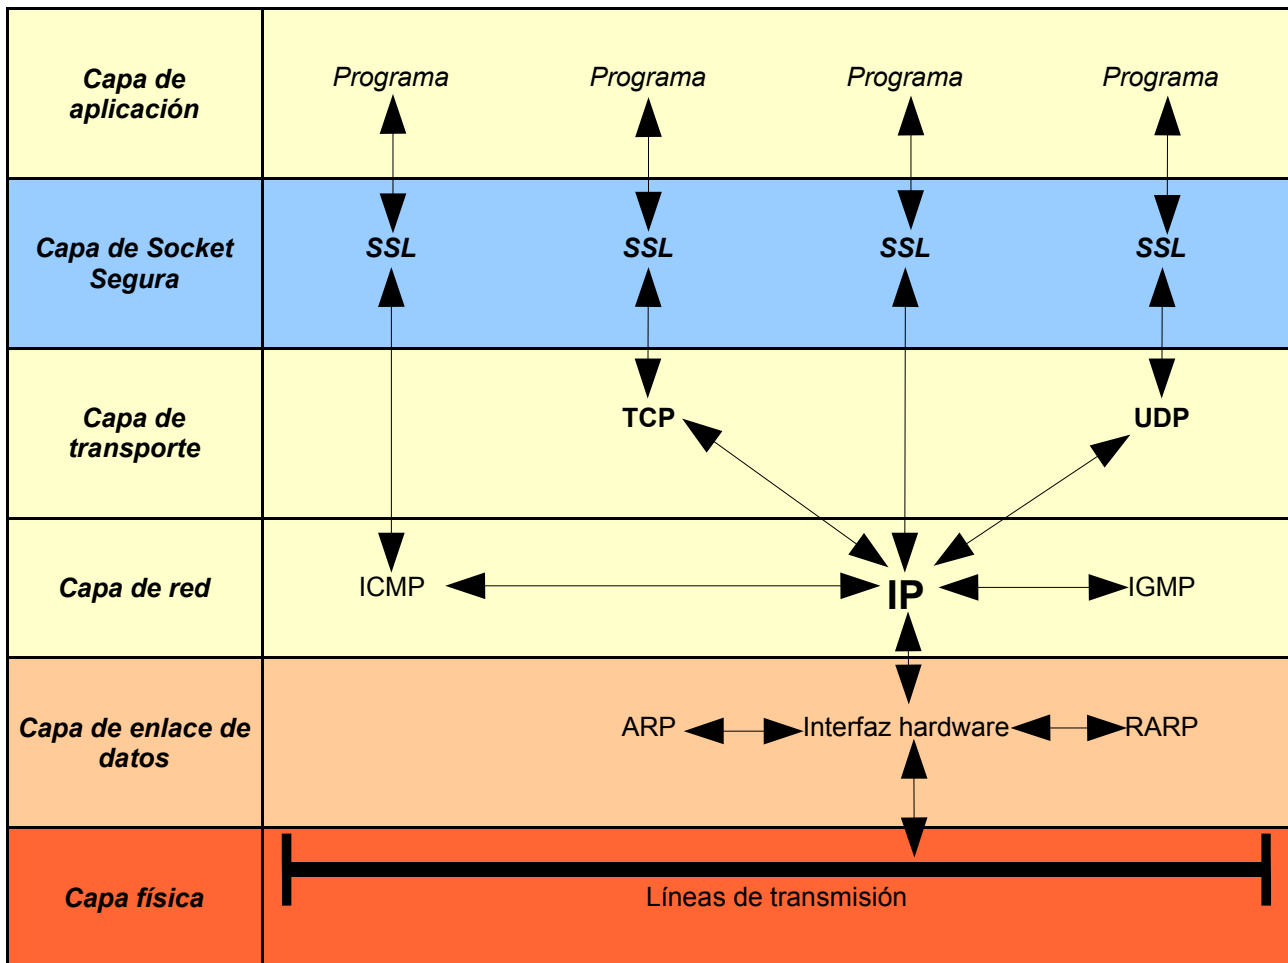 Capa de
aplicación
Programa
Programa
Programa
Programa
Capa de Socket
Segura
SSL
SSL
SSL
SSL
Capa de
transporte
TCP
UDP
Capa de red
ICMP
IP
IGMP
Capa de enlace de
datos
ARP
Interfaz hardware
RARP
Capa física
Líneas de transmisión